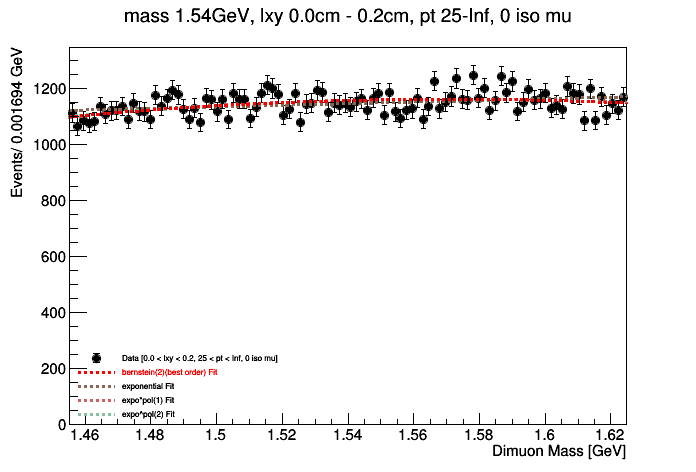 mass 1.54GeV, lxy 0.0cm - 0.2cm, pt 25-Inf, 0 iso mu
Events/ 0.001694 GeV
1200
1000
800
600
400
200
0
Data [0.0 < lxy < 0.2, 25 < pt < Inf, 0 iso mu]
bernstein(2)(best order) Fit
exponential Fit
expo*pol(1) Fit
expo*pol(2) Fit
1.46 1.48 1.5 1.52 1.54 1.56 1.58 1.6 1.62
Dimuon Mass [GeV]